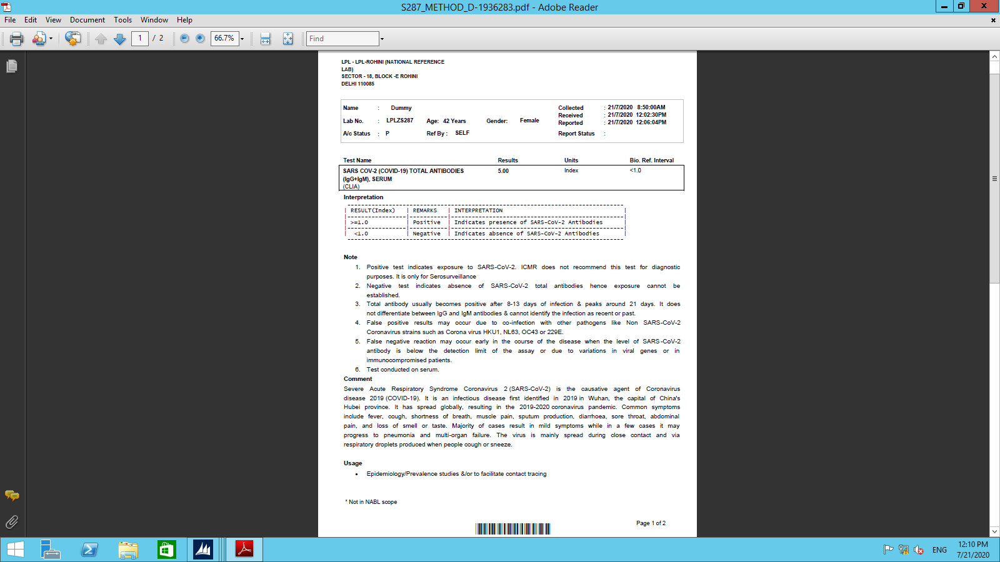 S287_METHOD_D-1936283.pdf - Adobe Reader
File Edit View Document Tools Window Help
1 / 2 66.7% Find
LPL - LPL-ROHINI (NATIONAL REFERENCE
LAB)
SECTOR - 18, BLOCK -E ROHINI
DELHI 110085
Name : Dummy Collected : 21/7/2020 8:50:00AM
Received : 21/7/2020 12:02:30PM
Lab No. : LPLZS287 Age: 42 Years Gender: Female Reported : 21/7/2020 12:06:04PM
A/c Status : P Ref By : SELF Report Status :
Test Name Results Units Bio. Ref. Interval
SARS COV-2 (COVID-19) TOTAL ANTIBODIES 5.00 Index <1.0
(IgG+IgM), SERUM
(CLIA)
Interpretation
| RESULT(Index) | REMARKS | INTERPRETATION |
| >=1.0 | Positive | Indicates presence of SARS-CoV-2 Antibodies |
| <1.0 | Negative | Indicates absence of SARS-CoV-2 Antibodies |
Note
1. Positive test indicates exposure to SARS-CoV-2. ICMR does not recommend this test for diagnostic
purposes. It is only for Serosurveillance
2. Negative test indicates absence of SARS-CoV-2 total antibodies hence exposure cannot be
established.
3. Total antibody usually becomes positive after 8-13 days of infection & peaks around 21 days. It does
not differentiate between IgG and IgM antibodies & cannot identify the infection as recent or past.
4. False positive results may occur due to co-infection with other pathogens like Non SARS-CoV-2
Coronavirus strains such as Corona virus HKU1, NL63, OC43 or 229E.
5. False negative reaction may occur early in the course of the disease when the level of SARS-CoV-2
antibody is below the detection limit of the assay or due to variations in viral genes or in
immunocompromised patients.
6. Test conducted on serum.
Comment
Severe Acute Respiratory Syndrome Coronavirus 2 (SARS-CoV-2) is the causative agent of Coronavirus
disease 2019 (COVID-19). It is an infectious disease first identified in 2019 in Wuhan, the capital of China's
Hubei province. It has spread globally, resulting in the 2019-2020 coronavirus pandemic. Common symptoms
include fever, cough, shortness of breath, muscle pain, sputum production, diarrhoea, sore throat, abdominal
pain, and loss of smell or taste. Majority of cases result in mild symptoms while in a few cases it may
progress to pneumonia and multi-organ failure. The virus is mainly spread during close contact and via
respiratory droplets produced when people cough or sneeze.
Usage
• Epidemiology/Prevalence studies &/or to facilitate contact tracing
* Not in NABL scope
Page 1 of 2
ENG 12:10 PM
7/21/2020